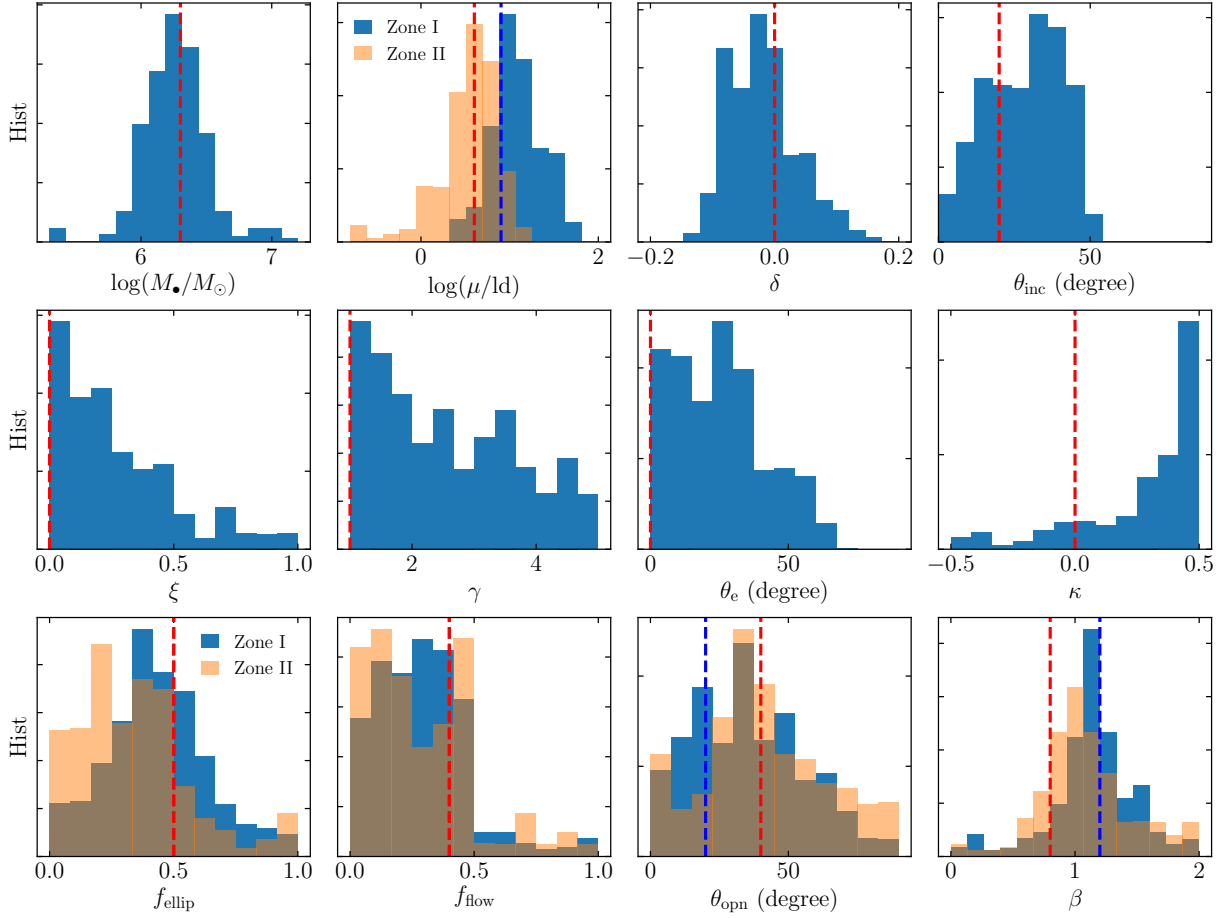 Hist
Zone I
Zone II
6 7
0 2
−0.2 0.0 0.2
0 50
log(M•/M⊙)
log(μ/ld)
δ
θinc (degree)
Hist
0.0 0.5 1.0
2 4
0 50
−0.5 0.0 0.5
ξ
γ
θe (degree)
κ
Hist
Zone I
Zone II
0.0 0.5 1.0
0.0 0.5 1.0
0 50
0 1 2
fellip
fflow
θopn (degree)
β